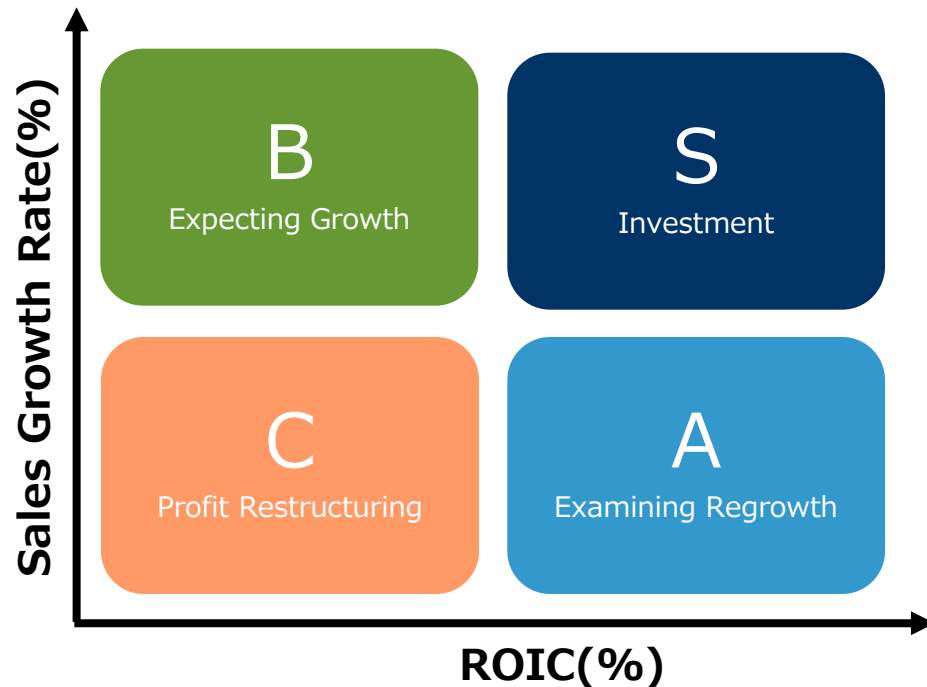 Sales Growth Rate(%)
B
Expecting Growth
S
Investment
C
Profit Restructuring
A
Examining Regrowth
ROIC(%)